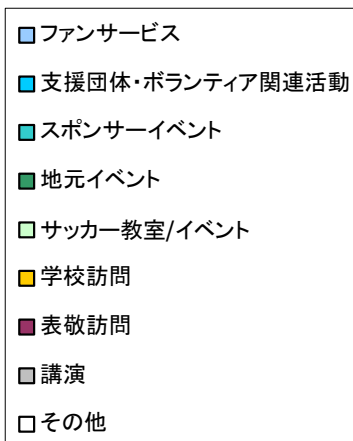 ファンサービス
支援団体・ボランティア関連活動
スポンサーイベント
地元イベント
サッカー教室/イベント
学校訪問
表敬訪問
講演
その他